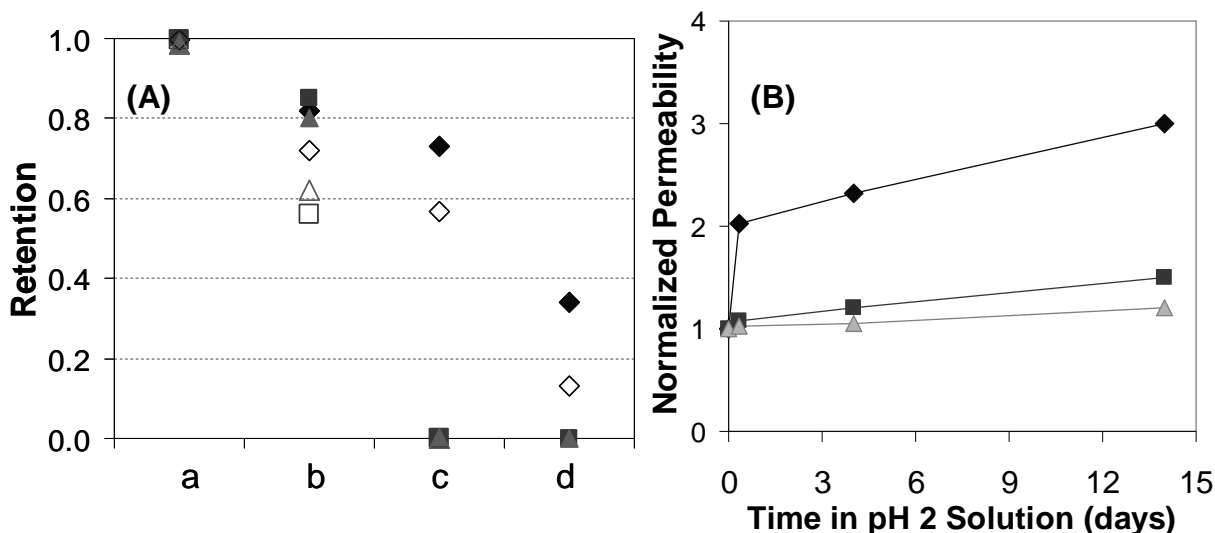 (A)
Retention
1.0
0.8
0.6
0.4
0.2
0.0
a b c d
(B)
Normalized Permeability
4
3
2
1
0
0 3 6 9 12 15
Time in pH 2 Solution (days)